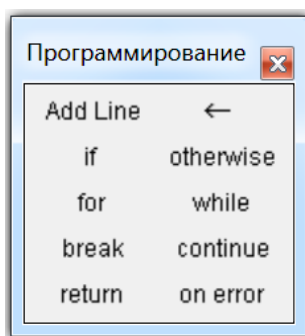 Программирование
Add Line ←
if otherwise
for while
break continue
return on error